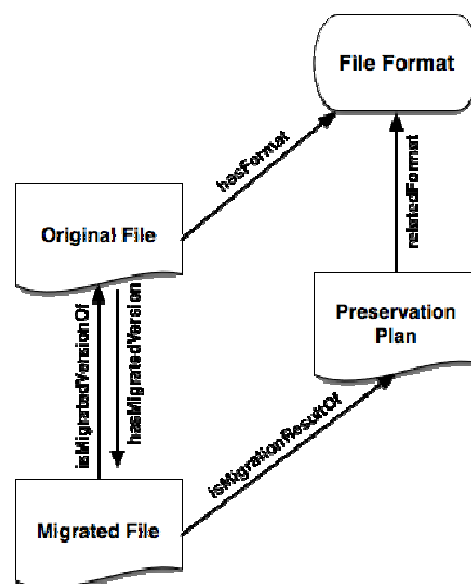 File Format
hasFormat
Original File
relatedFormat
Preservation
Plan
isMigratedVersionOf
hasMigratedVersion
isMigrationResultOf
Migrated File